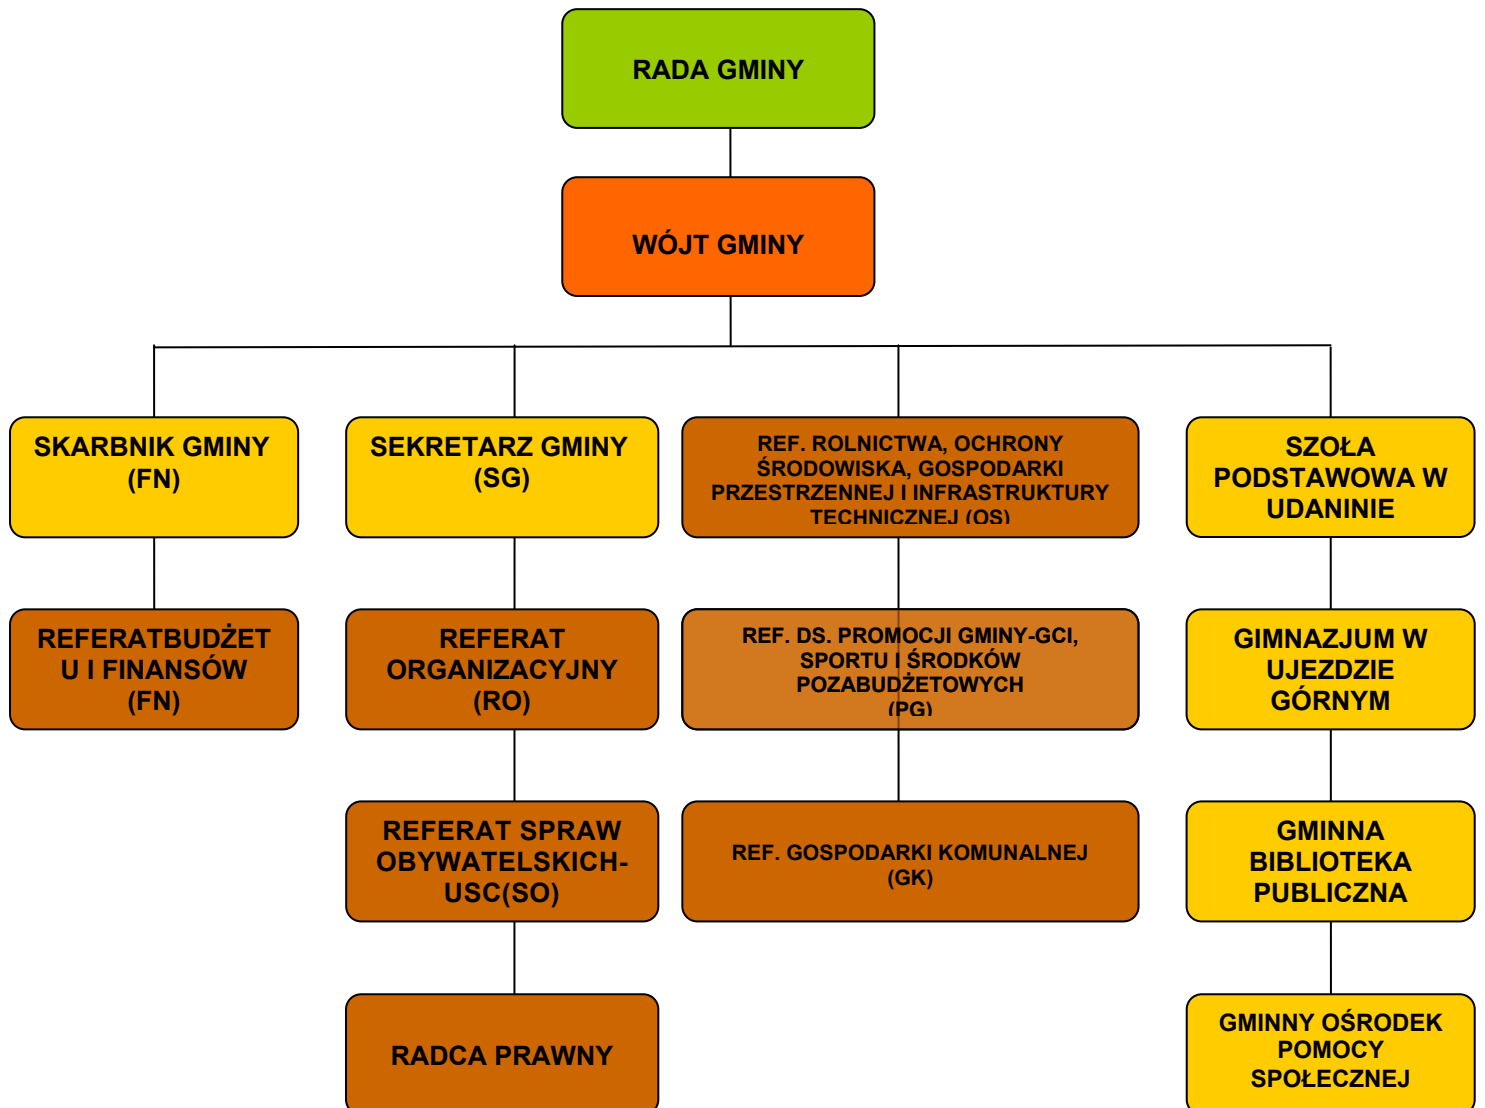 RADA GMINY
WÓJT GMINY
SKARBNIK GMINY
(FN)
SEKRETARZ GMINY
(SG)
REF. ROLNICTWA, OCHRONY
ŚRODOWISKA, GOSPODARKI
PRZESTRZENNEJ I INFRASTRUKTURY
TECHNICZNEJ (OS)
SZOŁA
PODSTAWOWA W
UDANINIE
REFERATBUDŻET
U I FINANSÓW
(FN)
REFERAT
ORGANIZACYJNY
(RO)
REF. DS. PROMOCJI GMINY-GCI,
SPORTU I ŚRODKÓW
POZABUDŻETOWYCH
(PG)
GIMNAZJUM W
UJEZDZIE
GÓRNYM
REFERAT SPRAW
OBYWATELSKICH-
USC(SO)
REF. GOSPODARKI KOMUNALNEJ
(GK)
GMINNA
BIBLIOTEKA
PUBLICZNA
RADCA PRAWNY
GMINNY OŚRODEK
POMOCY
SPOŁECZNEJ